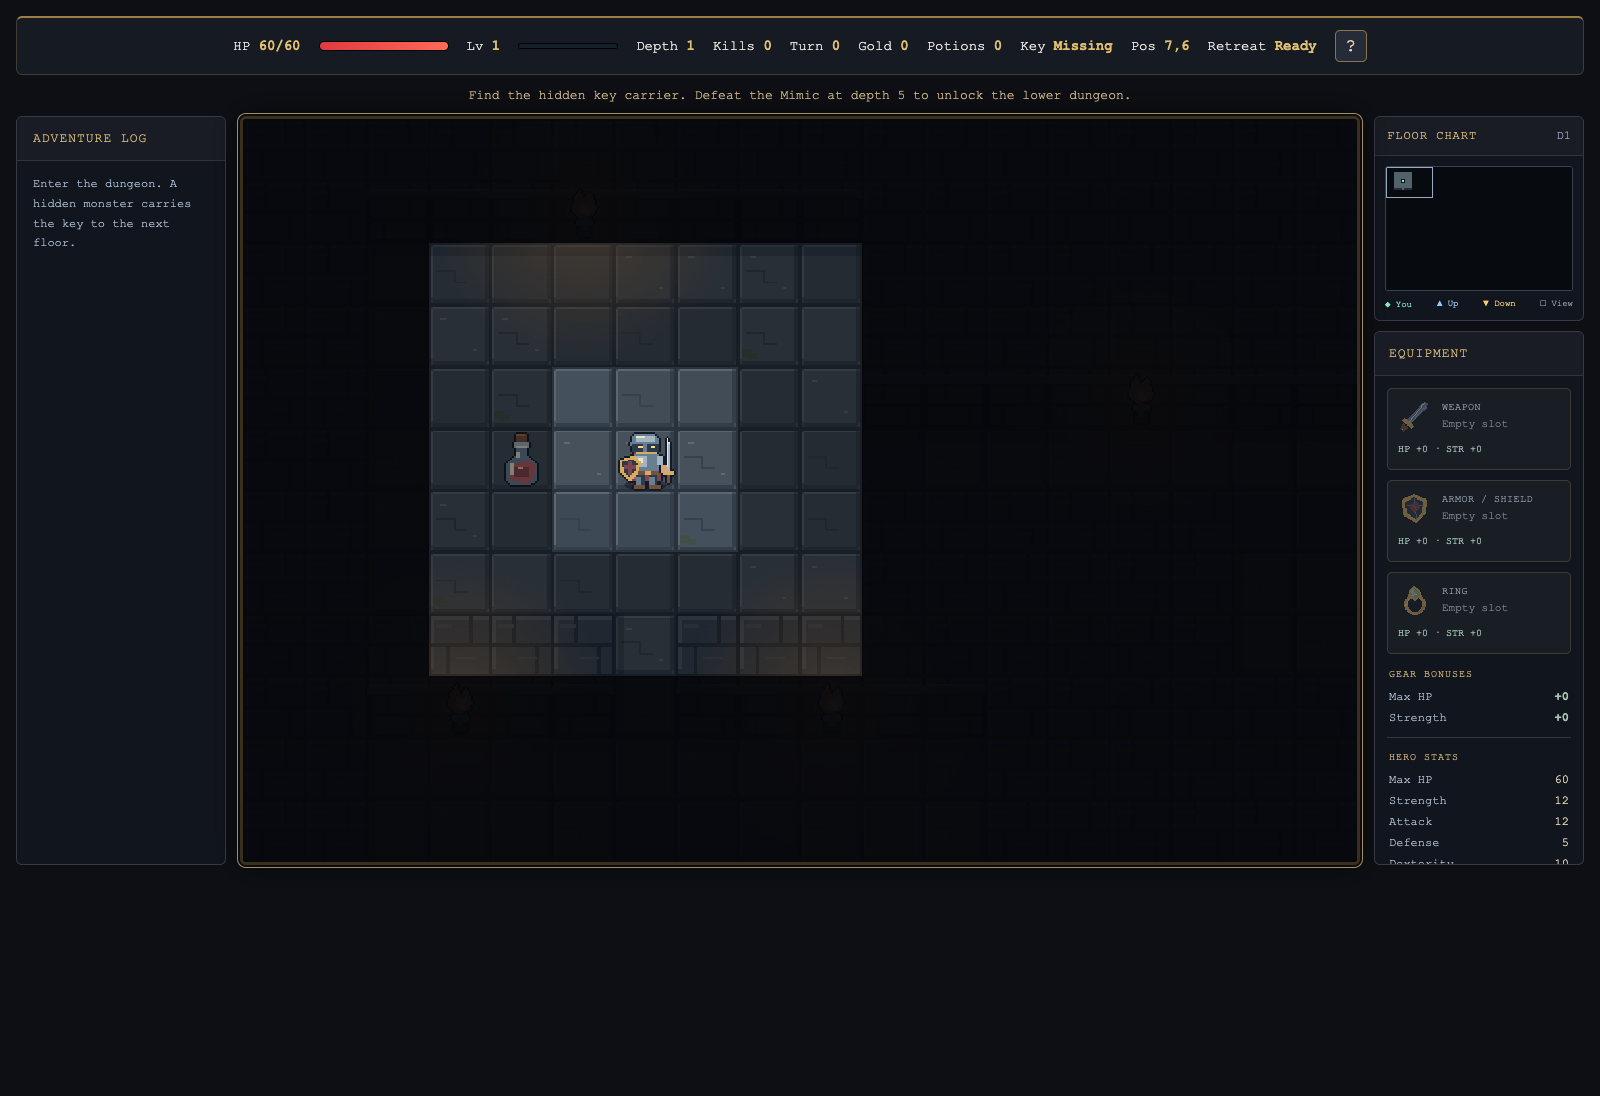 HP 60/60 Lv 1 Depth 1 Kills 0 Turn 0 Gold 0 Potions 0 Key Missing Pos 7,6 Retreat Ready ?
Find the hidden key carrier. Defeat the Mimic at depth 5 to unlock the lower dungeon.
ADVENTURE LOG
Enter the dungeon. A
hidden monster carries
the key to the next
floor.
FLOOR CHART D1
◆ You ▲ Up ▼ Down □ View
EQUIPMENT
WEAPON
Empty slot
HP +0 · STR +0
ARMOR / SHIELD
Empty slot
HP +0 · STR +0
RING
Empty slot
HP +0 · STR +0
GEAR BONUSES
Max HP +0
Strength +0
HERO STATS
Max HP 60
Strength 12
Attack 12
Defense 5
Dexterity 10